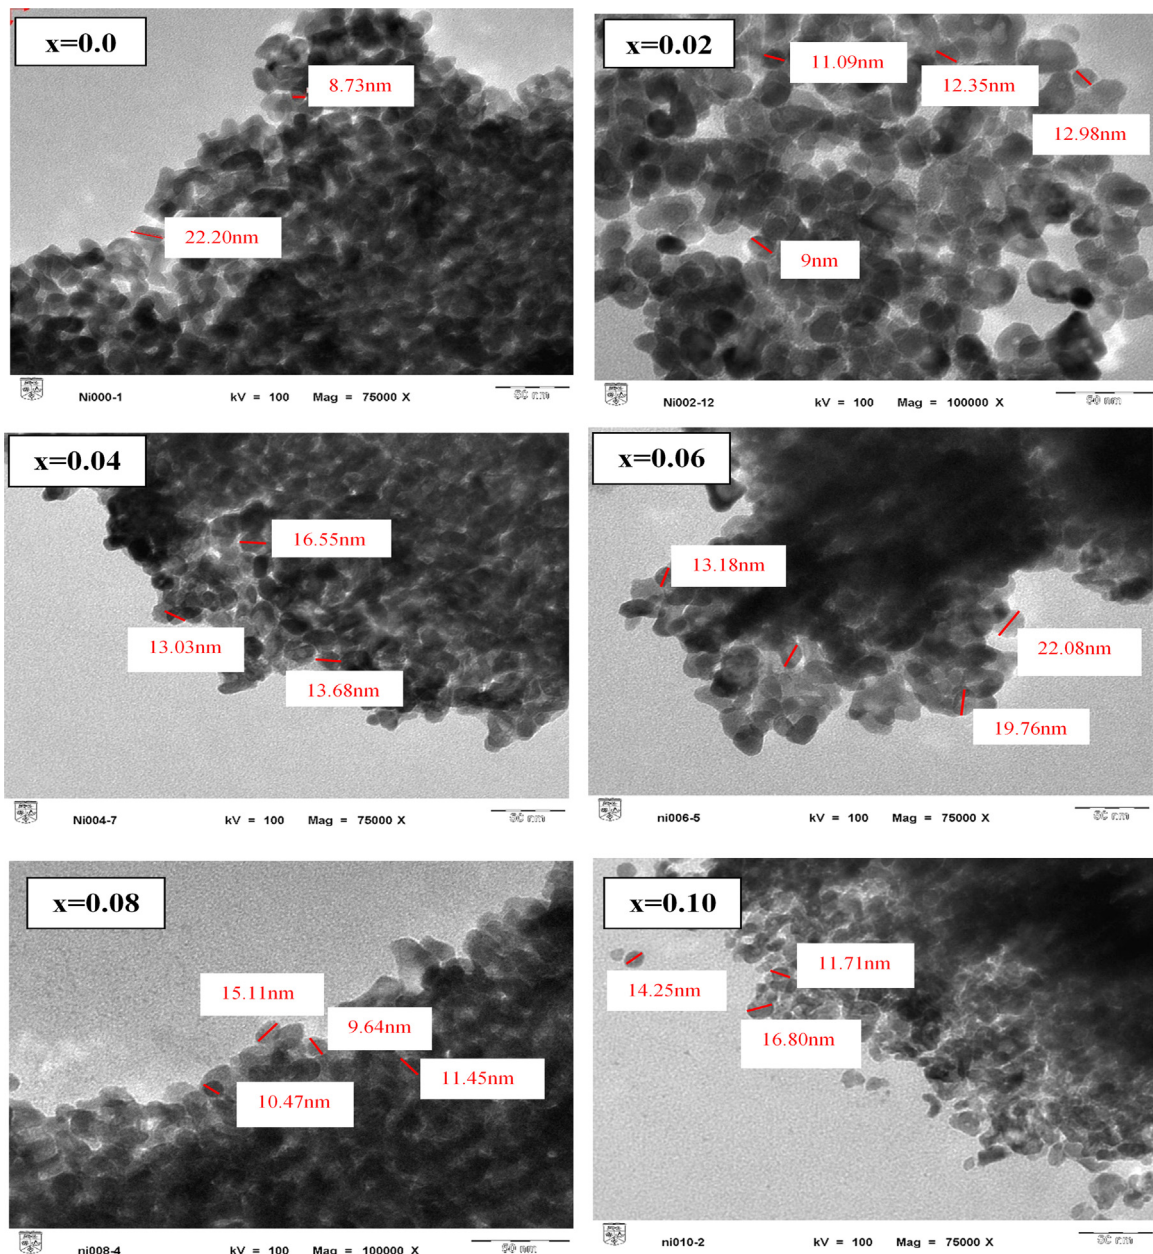 x=0.0
8.73nm
22.20nm
Ni000-1 kV = 100 Mag = 75000 X
x=0.02
11.09nm
12.35nm
12.98nm
9nm
Ni002-12 kV = 100 Mag = 100000 X
x=0.04
16.55nm
13.03nm
13.68nm
Ni004-7 kV = 100 Mag = 75000 X
x=0.06
13.18nm
22.08nm
19.76nm
ni006-5 kV = 100 Mag = 75000 X
x=0.08
15.11nm
9.64nm
11.45nm
10.47nm
ni008-4 kV = 100 Mag = 100000 X
x=0.10
11.71nm
14.25nm
16.80nm
ni010-2 kV = 100 Mag = 75000 X